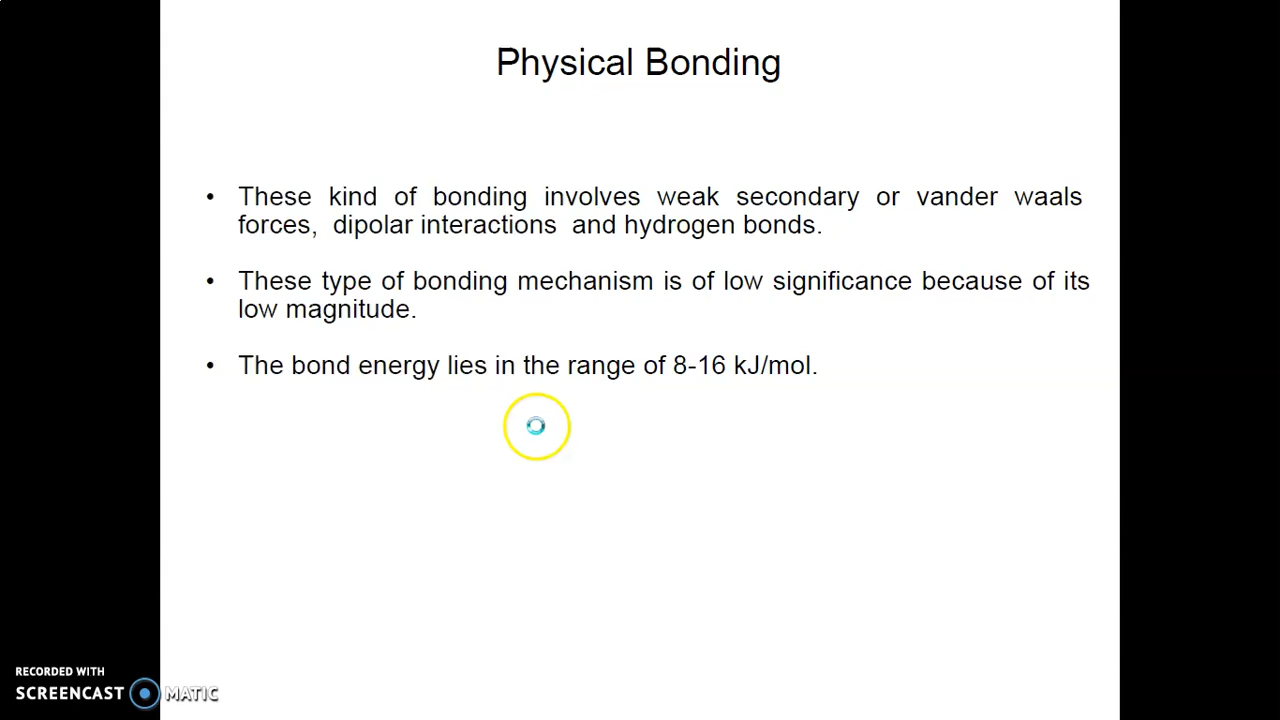 Physical Bonding
• These kind of bonding involves weak secondary or vander waals
forces, dipolar interactions and hydrogen bonds.
• These type of bonding mechanism is of low significance because of its
low magnitude.
• The bond energy lies in the range of 8-16 kJ/mol.
RECORDED WITH
SCREENCAST MATIC